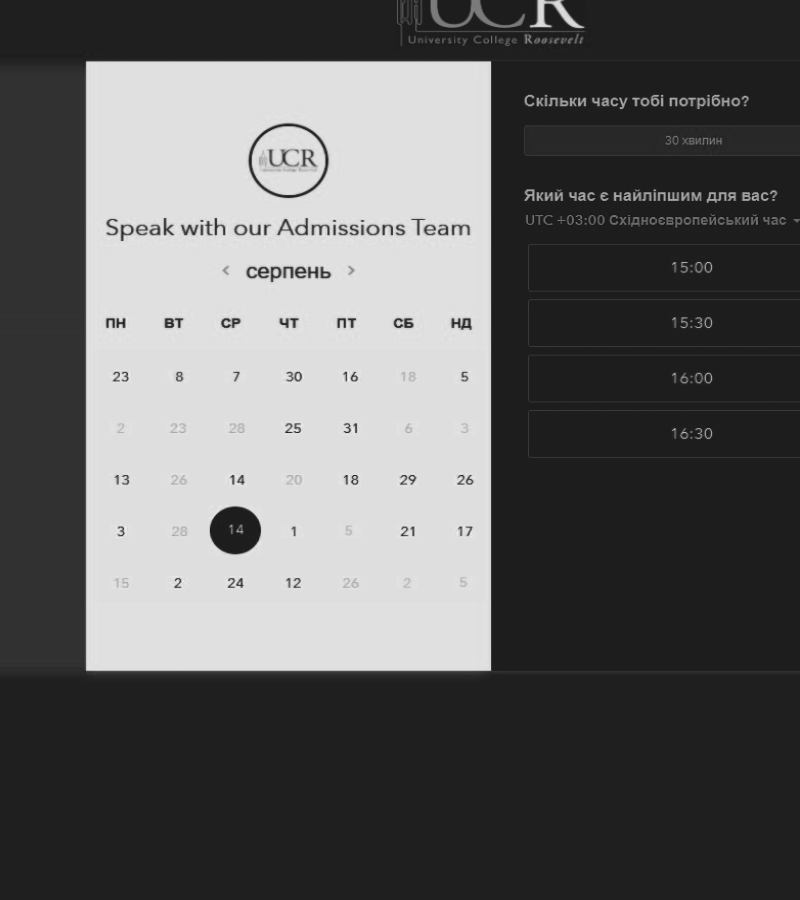 UCR
University College Roosevelt
UCR
Speak with our Admissions Team
< серпень >
ПН ВТ СР ЧТ ПТ СБ НД
23 8 7 30 16 18 5
2 23 28 25 31 6 3
13 26 14 20 18 29 26
3 28 14 1 5 21 17
15 2 24 12 26 2 5
Скільки часу тобі потрібно?
30 хвилин
Який час є найліпшим для вас?
UTC +03:00 Східноєвропейський час
15:00
15:30
16:00
16:30